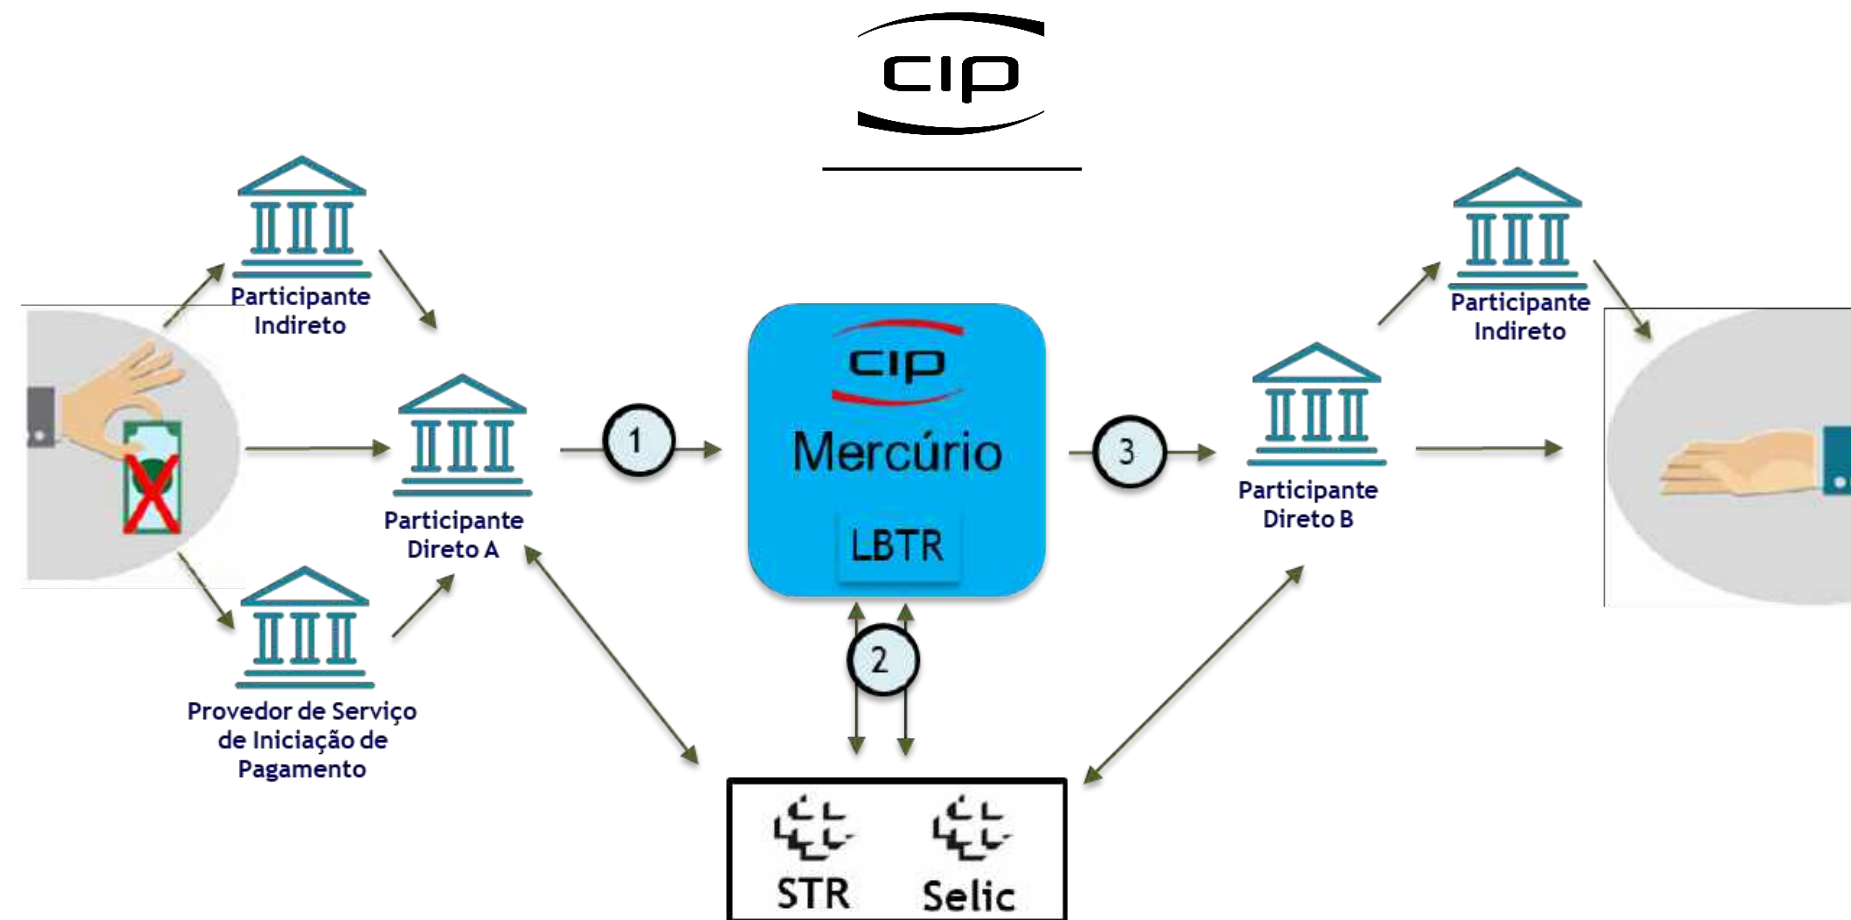 cip
Participante
Indireto
Participante
Direto A
Provedor de Serviço
de Iniciação de
Pagamento
1
cip
Mercúrio
LBTR
2
3
STR
Selic
Participante
Direto B
Participante
Indireto